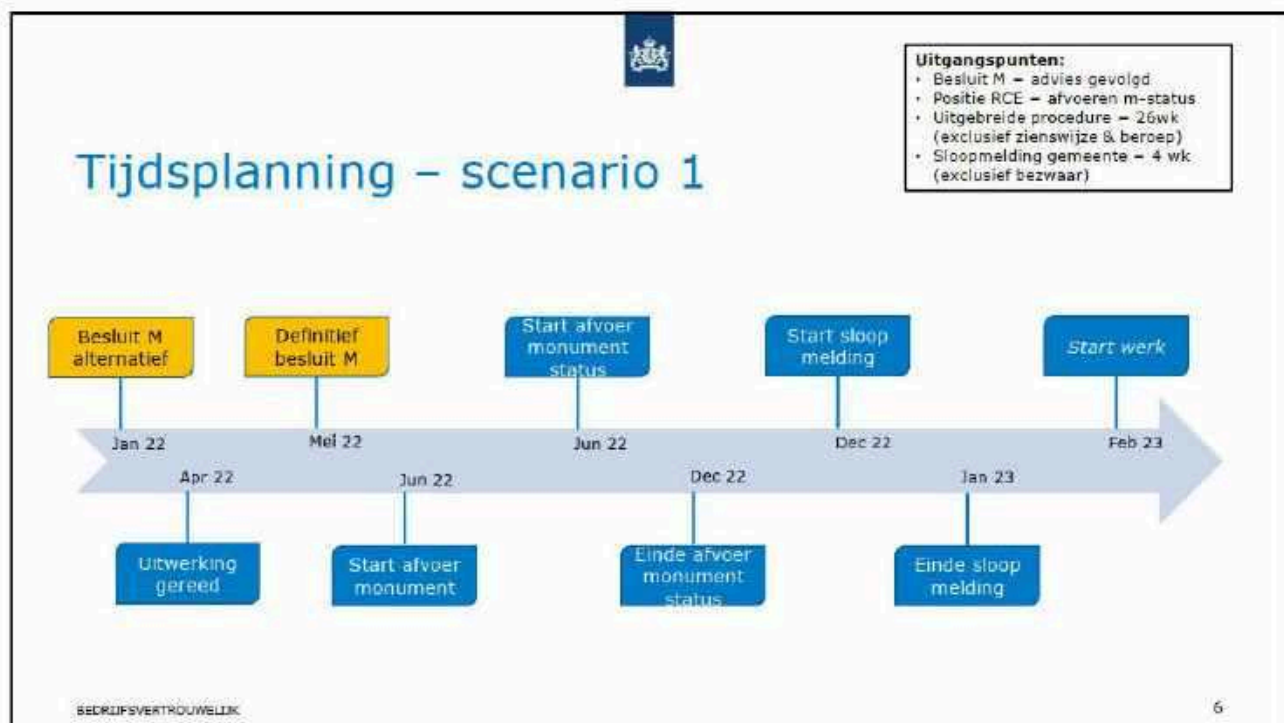 Uitgangspunten:
• Besluit M = advies gevolgd
• Positie RCE = afvoeren m-status
• Uitgebreide procedure = 26wk
(exclusief zienswijze & beroep)
• Sloopmelding gemeente = 4 wk
(exclusief bezwaar)
Tijdsplanning – scenario 1
Besluit M
alternatief
Definitief
besluit M
Start afvoer
monument
status
Start sloop
melding
Start werk
Jan 22
Mei 22
Jun 22
Dec 22
Feb 23
Apr 22
Jun 22
Dec 22
Jan 23
Uitwerking
gereed
Start afvoer
monument
Einde afvoer
monument
status
Einde sloop
melding
BEDRIJFSVERTROUWELIJK
6